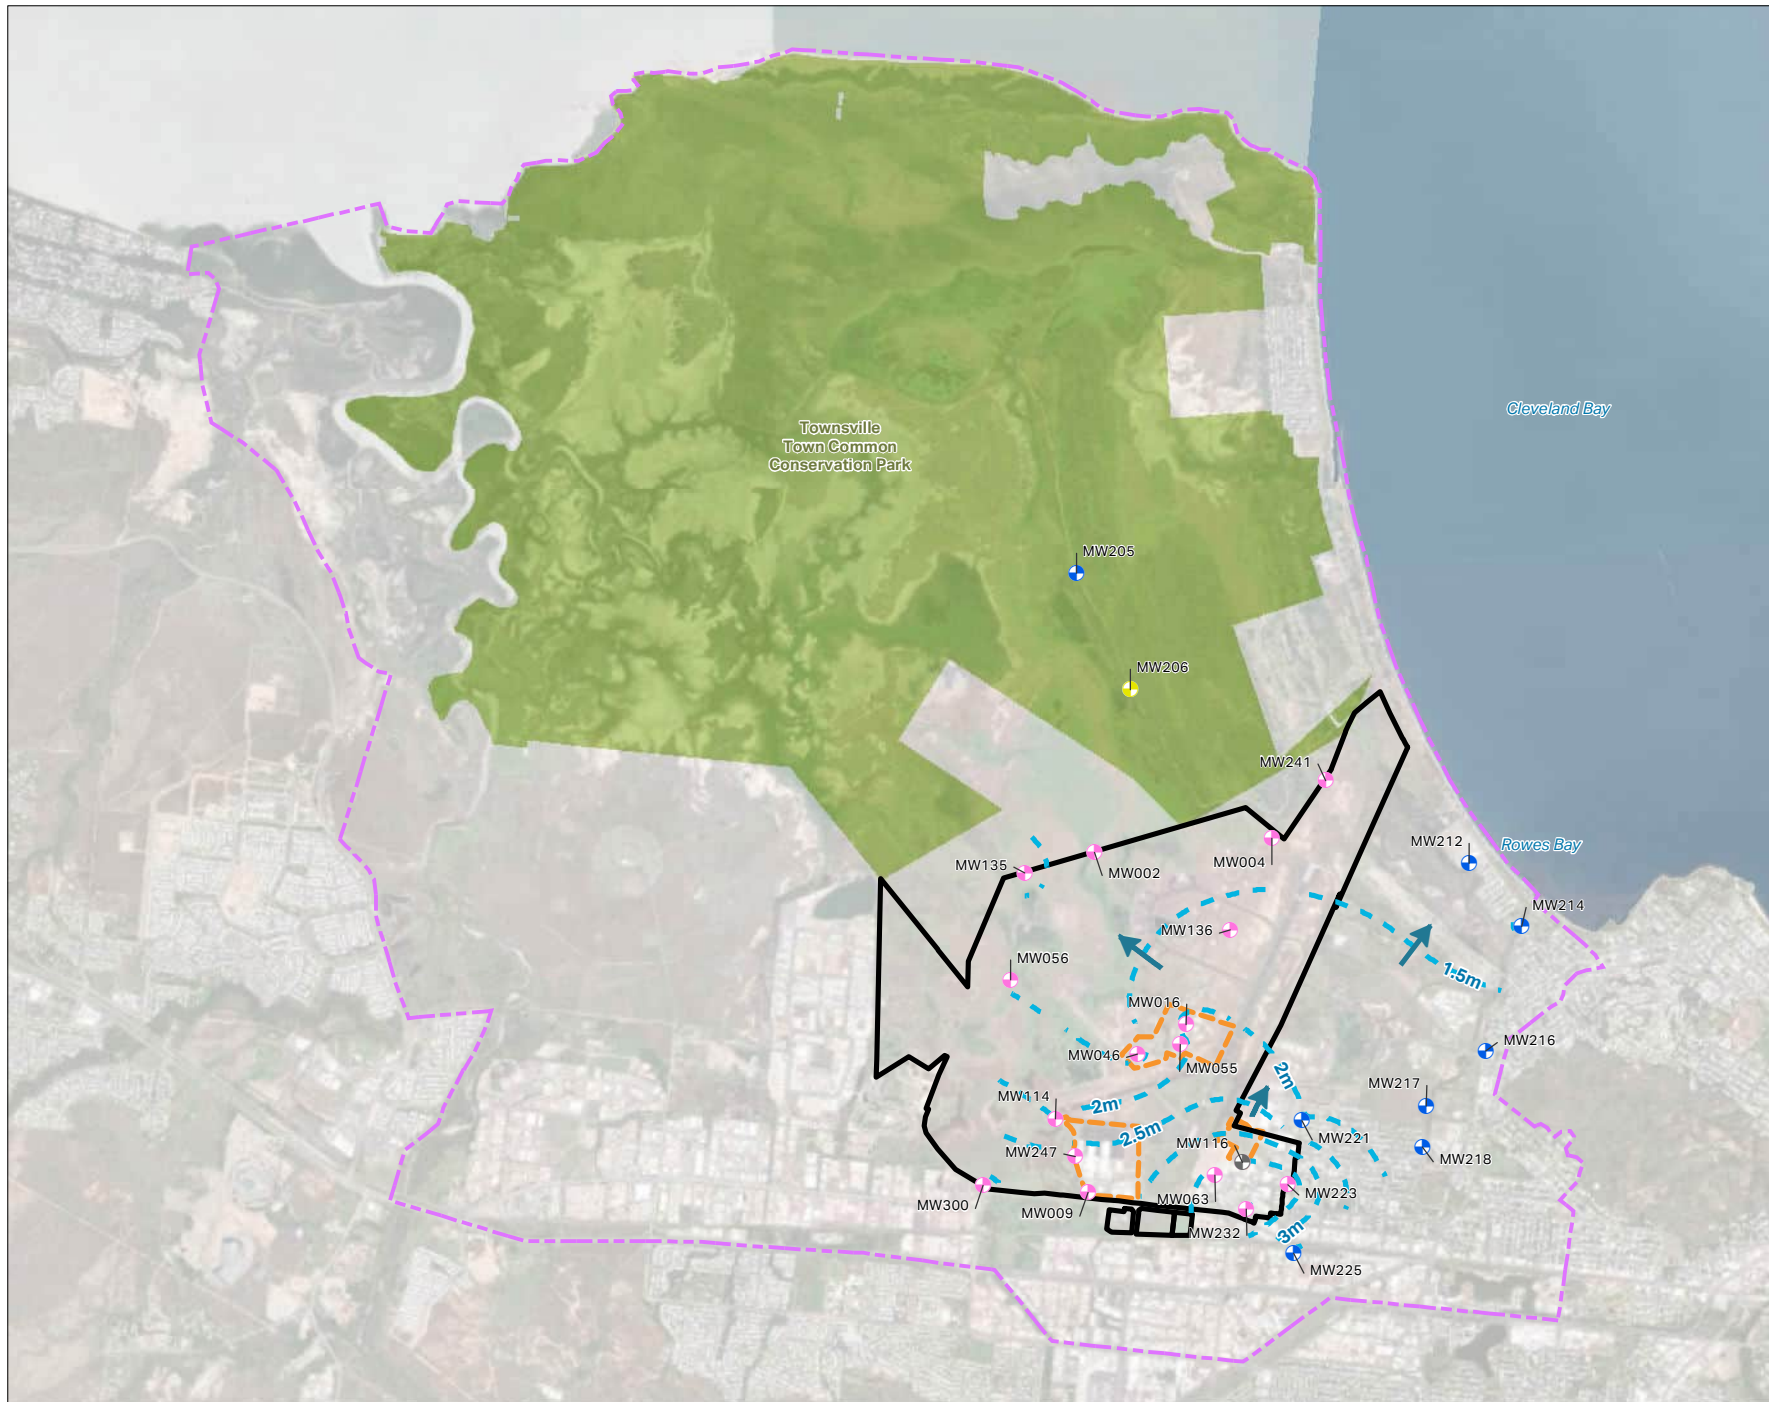 Cleveland Bay
Townsville
Town Common
Conservation Park
MW205
MW206
MW241
MW212
Rowes Bay
MW135
MW002
MW004
MW214
MW136
MW056
1.5m
MW016
MW216
MW046
MW055
2m
MW217
MW114
2m
2.5m
MW221
MW116
MW247
MW218
MW223
MW063
MW300
MW009
MW232
3m
MW225